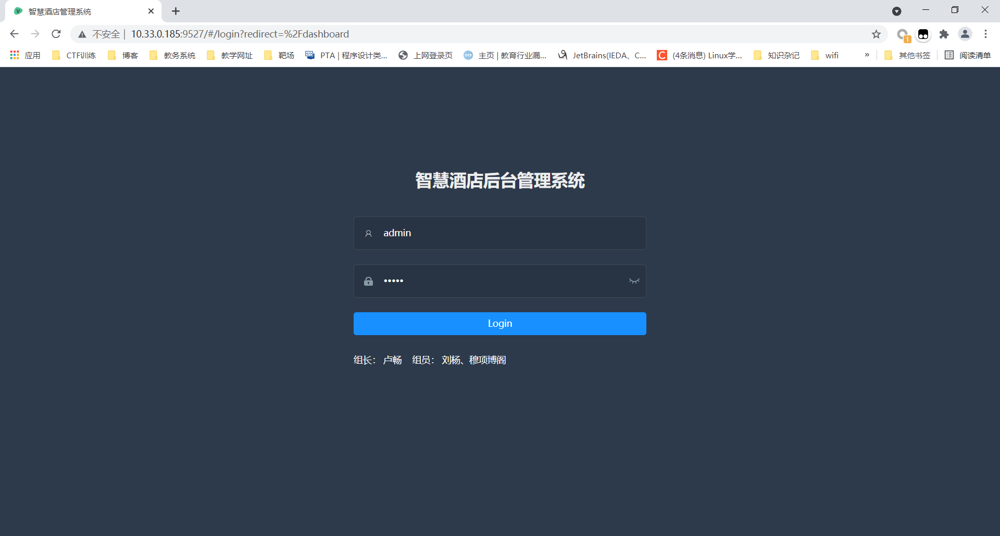 智慧酒店管理系统
不安全 | 10.33.0.185:9527/#/login?redirect=%2Fdashboard
1
应用 CTF训练 博客 教务系统 教学网址 靶场 PTA | 程序设计类... 上网登录页 主页 | 教育行业漏... JetBrains(IEDA、C... (4条消息) Linux学... 知识杂记 wifi » 其他书签 阅读清单
智慧酒店后台管理系统
admin
•••••
Login
组长： 卢畅 组员： 刘杨、穆项博阁